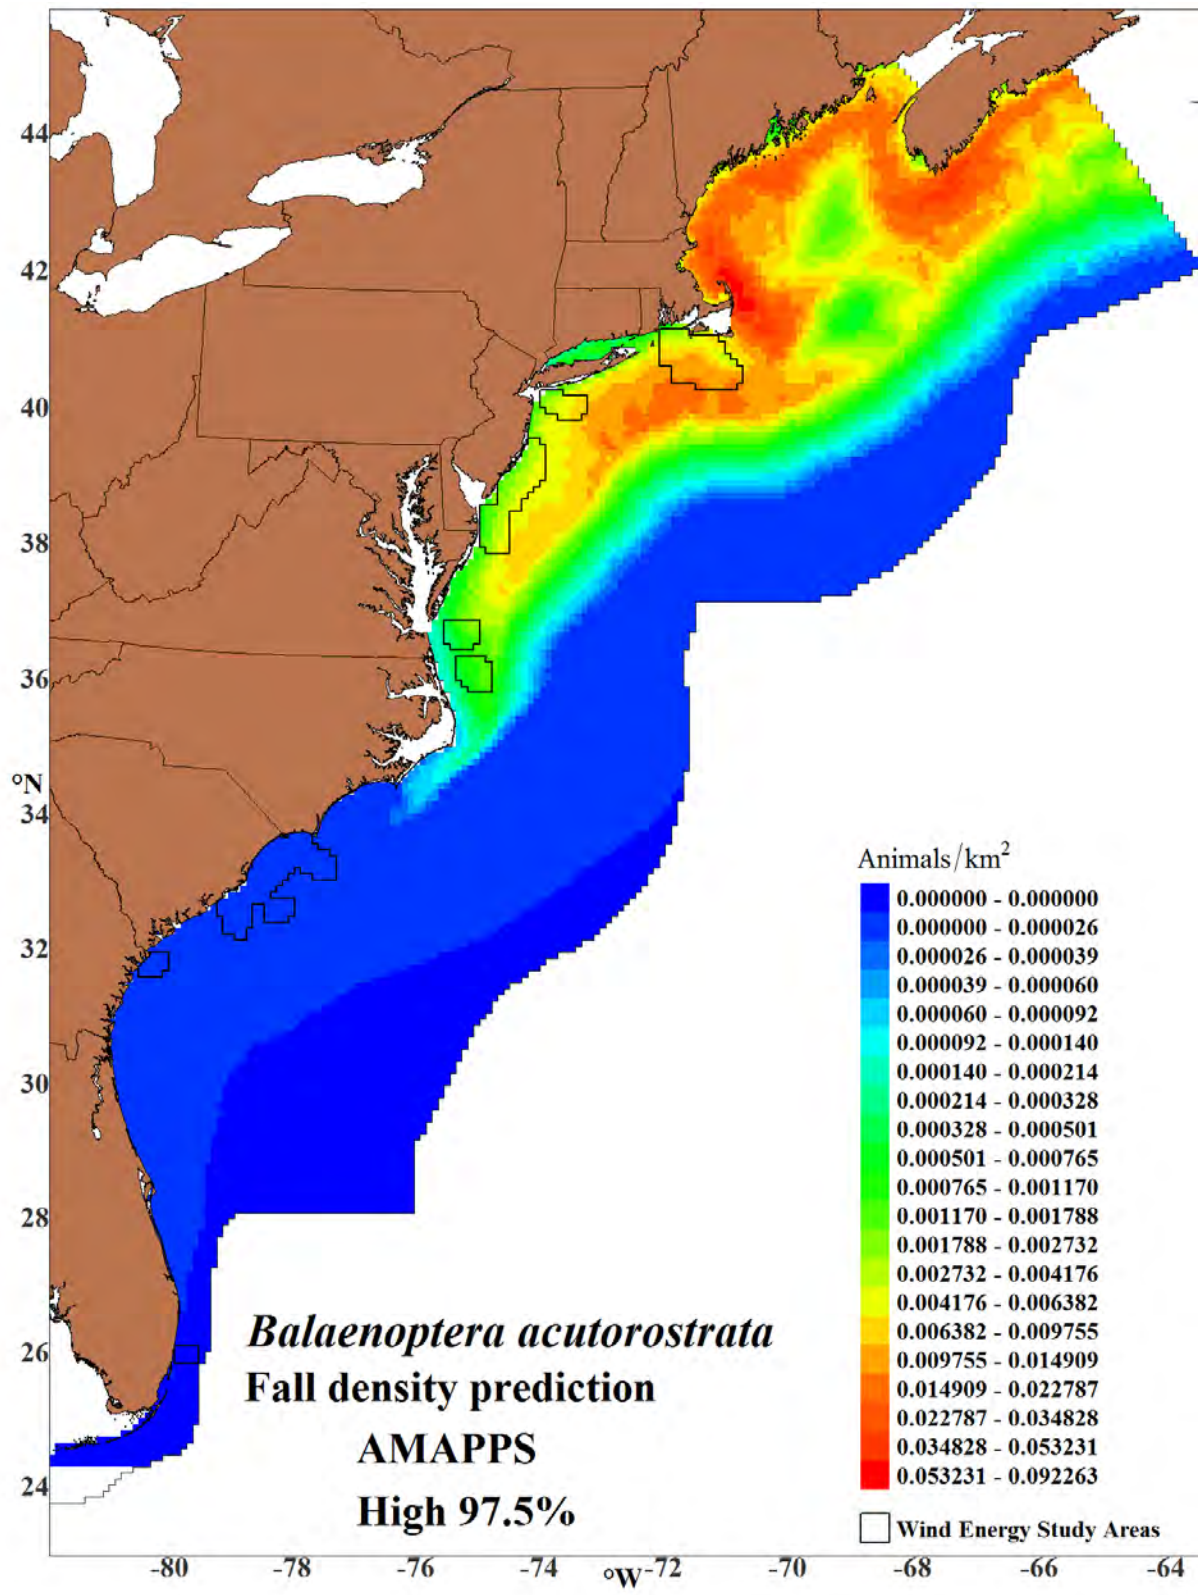 44
42
40
38
36
°N
34
32
30
28
26
24
-80
-78
-76
-74
°W
-72
-70
-68
-66
-64
Animals/km²
0.000000 - 0.000000
0.000000 - 0.000026
0.000026 - 0.000039
0.000039 - 0.000060
0.000060 - 0.000092
0.000092 - 0.000140
0.000140 - 0.000214
0.000214 - 0.000328
0.000328 - 0.000501
0.000501 - 0.000765
0.000765 - 0.001170
0.001170 - 0.001788
0.001788 - 0.002732
0.002732 - 0.004176
0.004176 - 0.006382
0.006382 - 0.009755
0.009755 - 0.014909
0.014909 - 0.022787
0.022787 - 0.034828
0.034828 - 0.053231
0.053231 - 0.092263
Wind Energy Study Areas
Balaenoptera acutorostrata
Fall density prediction
AMAPPS
High 97.5%